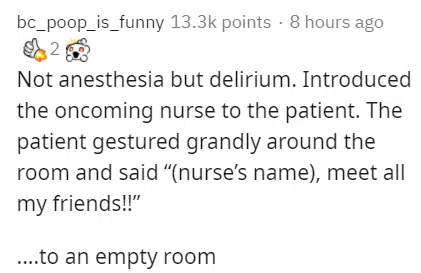 bc_poop_is_funny 13.3k points · 8 hours ago
2
Not anesthesia but delirium. Introduced
the oncoming nurse to the patient. The
patient gestured grandly around the
room and said “(nurse’s name), meet all
my friends!!”
....to an empty room